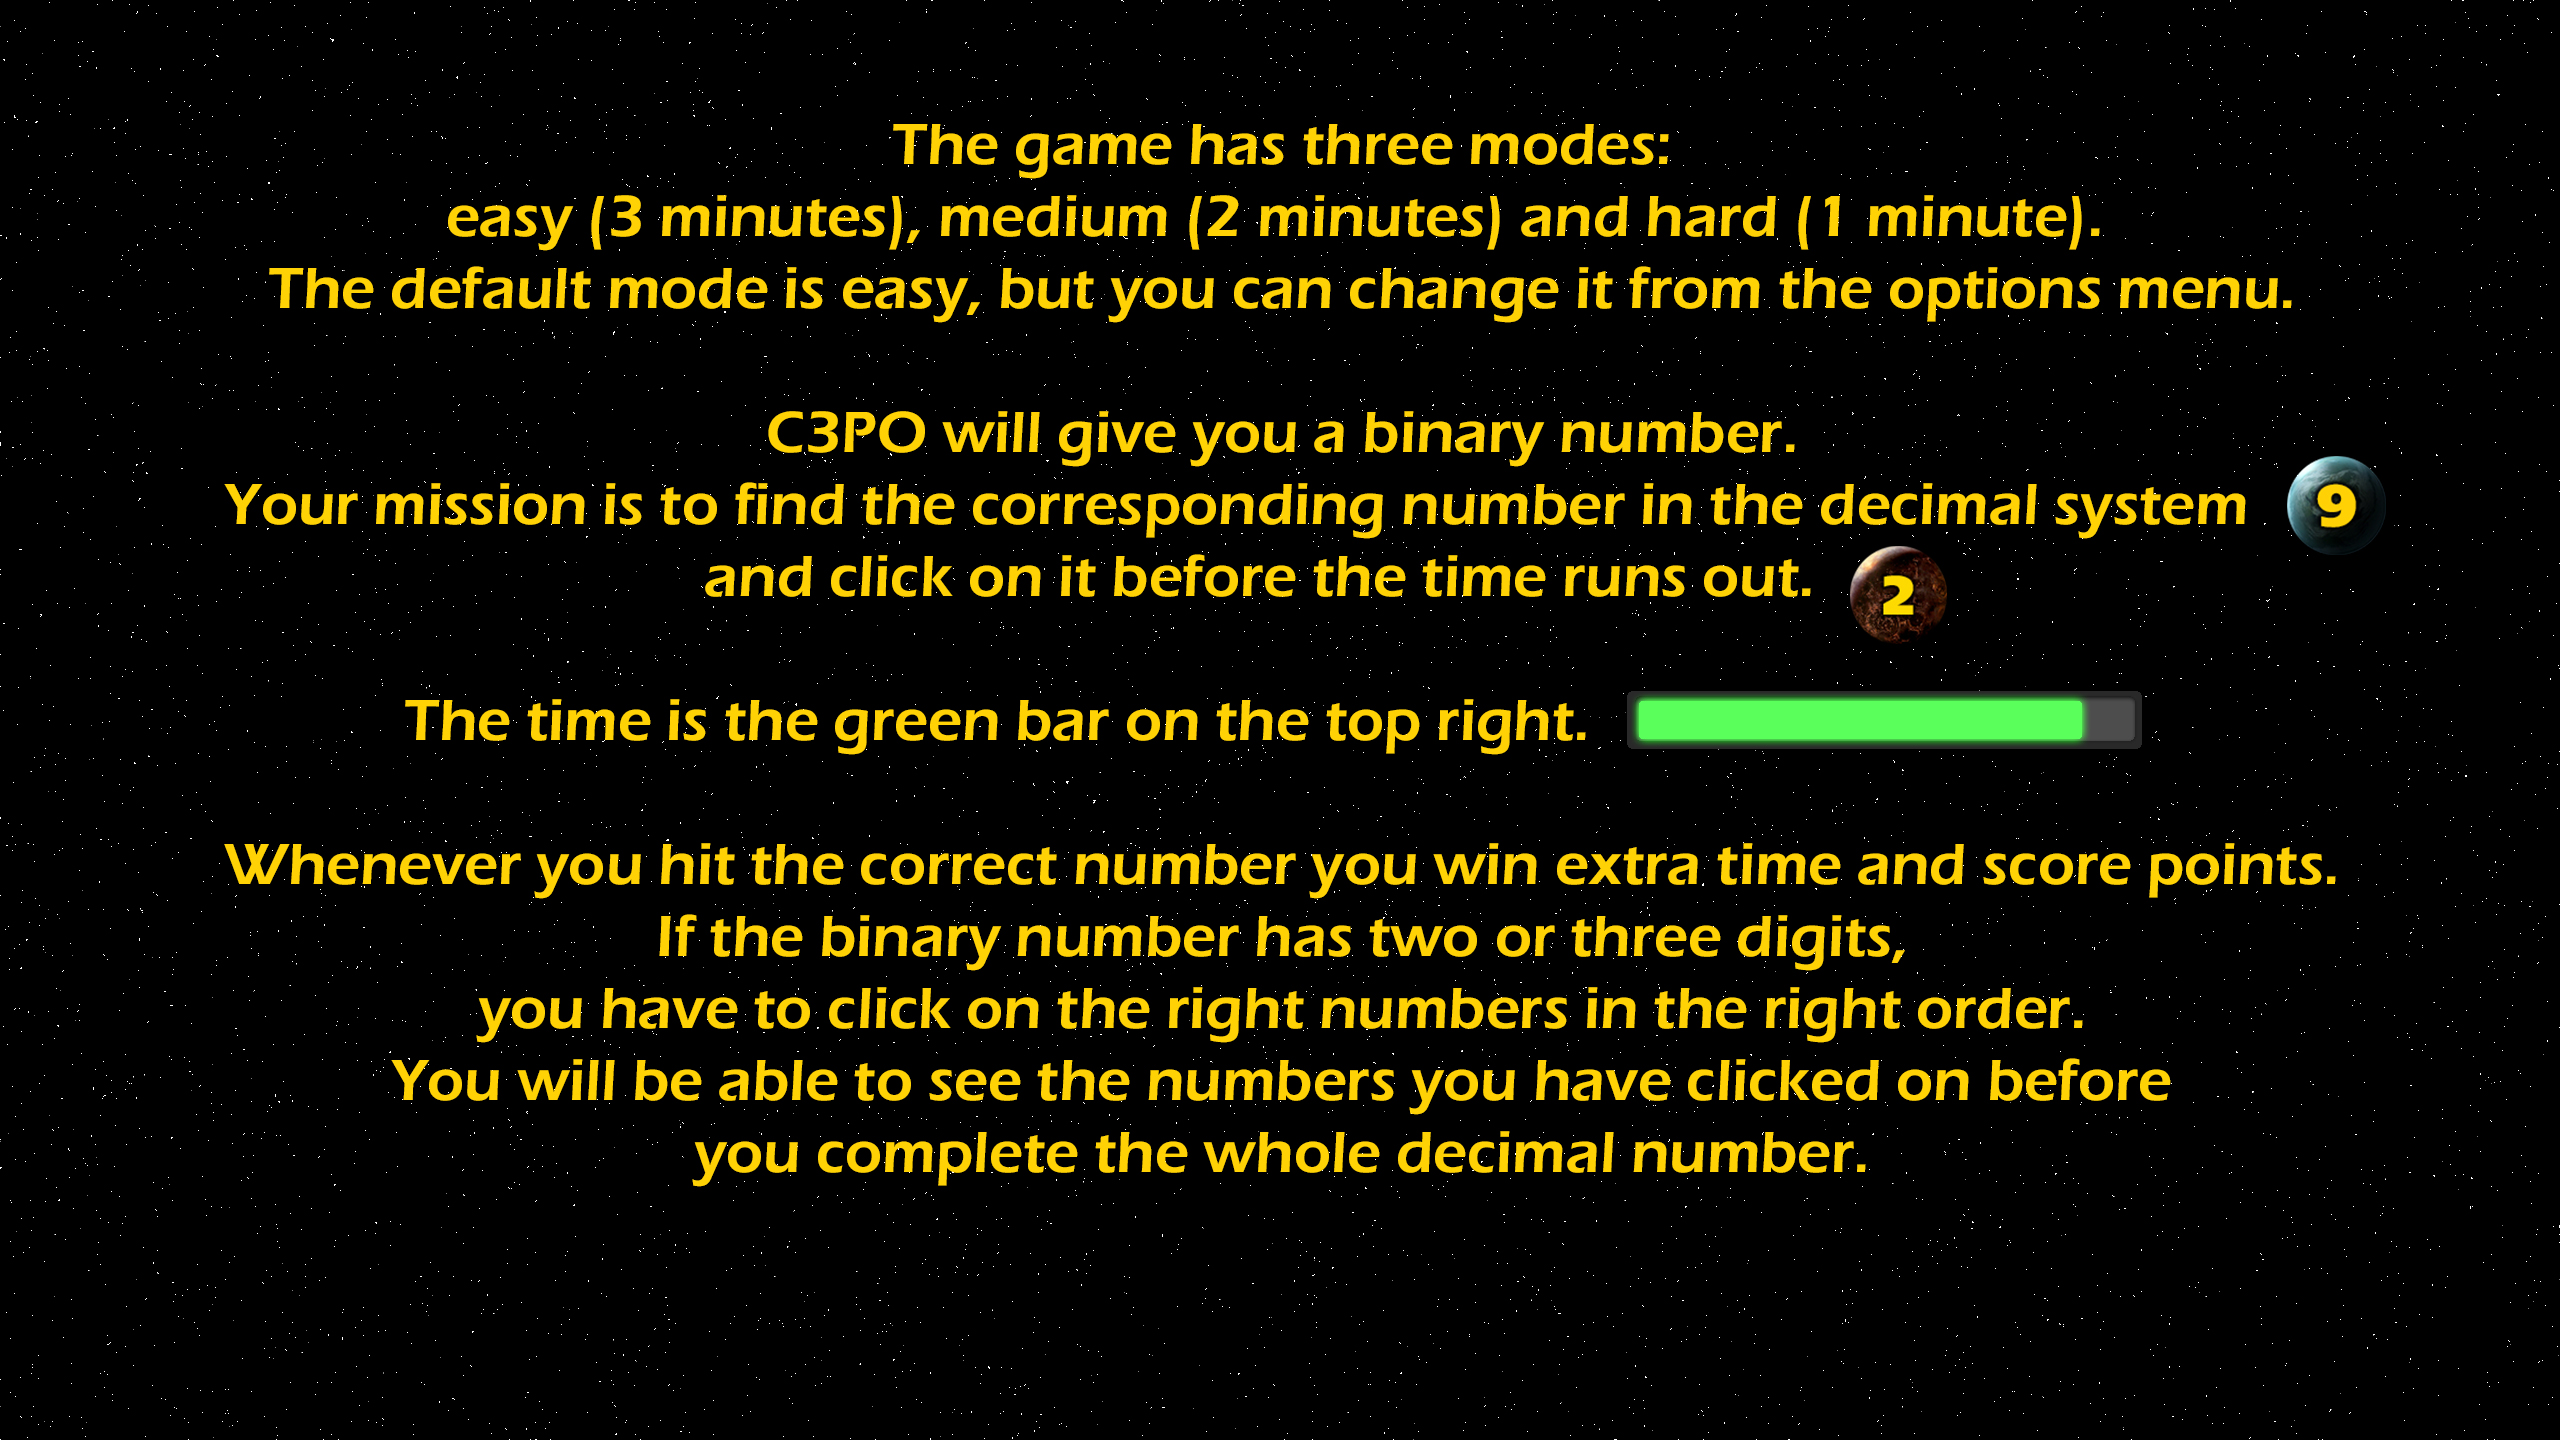 The game has three modes:
easy (3 minutes), medium (2 minutes) and hard (1 minute).
The default mode is easy, but you can change it from the options menu.
C3PO will give you a binary number.
Your mission is to find the corresponding number in the decimal system 9
and click on it before the time runs out. 2
The time is the green bar on the top right.
Whenever you hit the correct number you win extra time and score points.
If the binary number has two or three digits,
you have to click on the right numbers in the right order.
You will be able to see the numbers you have clicked on before
you complete the whole decimal number.